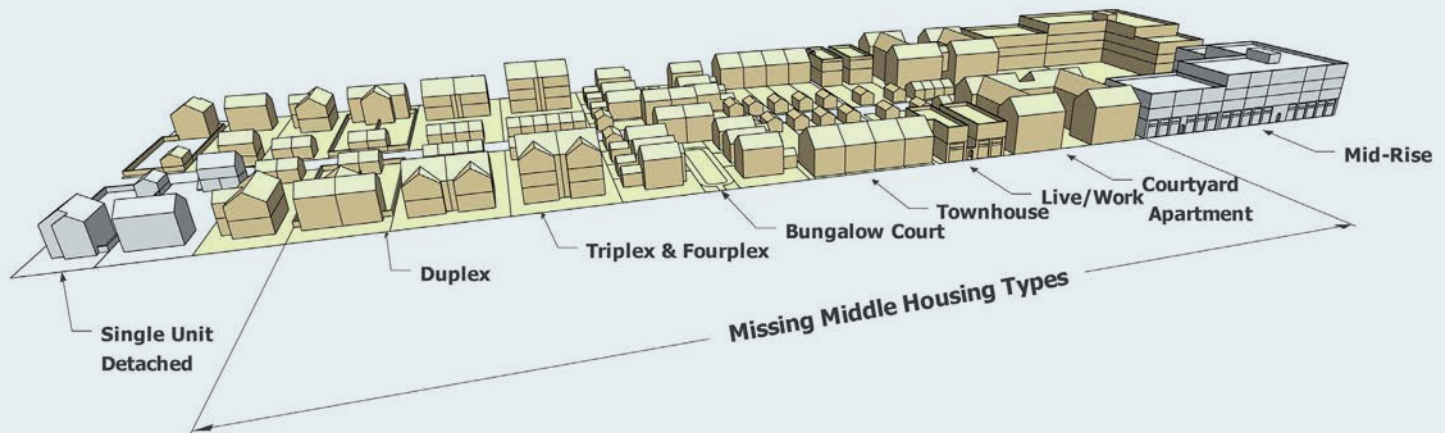 Single Unit
Detached
Duplex
Triplex & Fourplex
Bungalow Court
Townhouse
Live/Work
Courtyard
Apartment
Mid-Rise
Missing Middle Housing Types